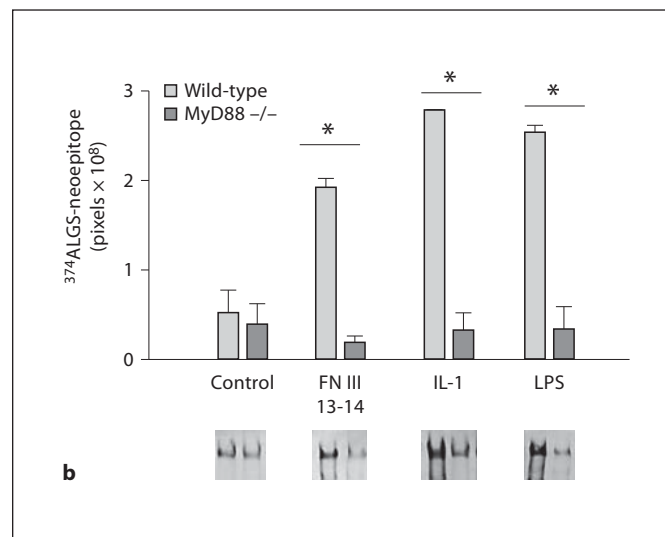 3
2
1
0
³⁷⁴ALGS-neoepitope
(pixels × 10⁸)
Wild-type
MyD88 –/–
*
*
*
Control
FN III
13-14
IL-1
LPS
b